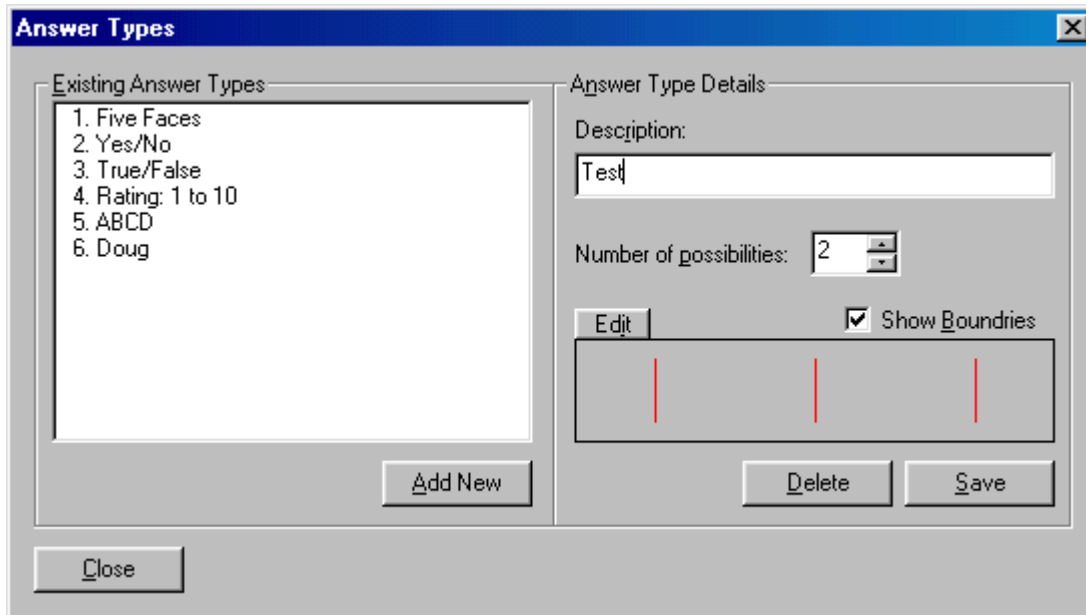 Answer Types
Existing Answer Types
1. Five Faces
2. Yes/No
3. True/False
4. Rating: 1 to 10
5. ABCD
6. Doug
Add New
Answer Type Details
Description:
Test
Number of possibilities: 2
Edit
Show Boundries
Delete
Save
Close